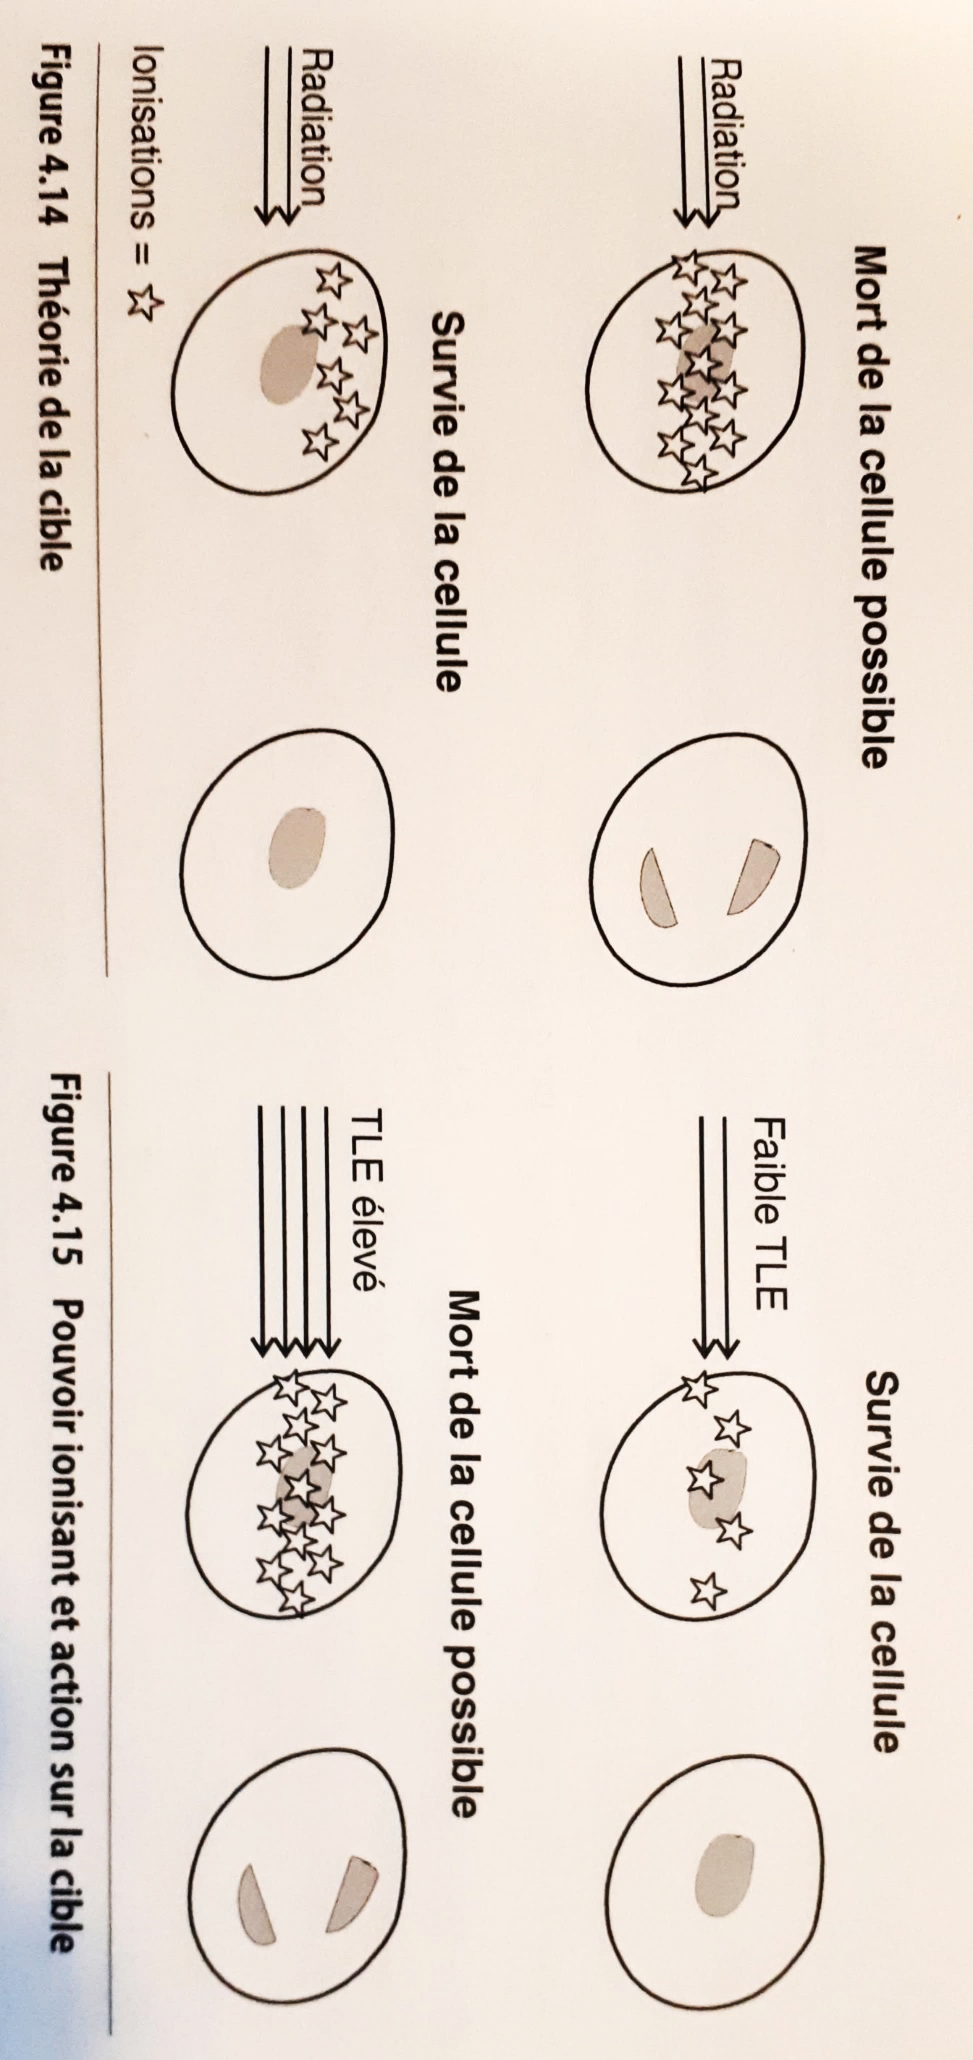 Mort de la cellule possible
Radiation
Survie de la cellule
Radiation
Ionisations =
Figure 4.14 Théorie de la cible
Survie de la cellule
Faible TLE
Mort de la cellule possible
TLE élevé
Figure 4.15 Pouvoir ionisant et action sur la cible